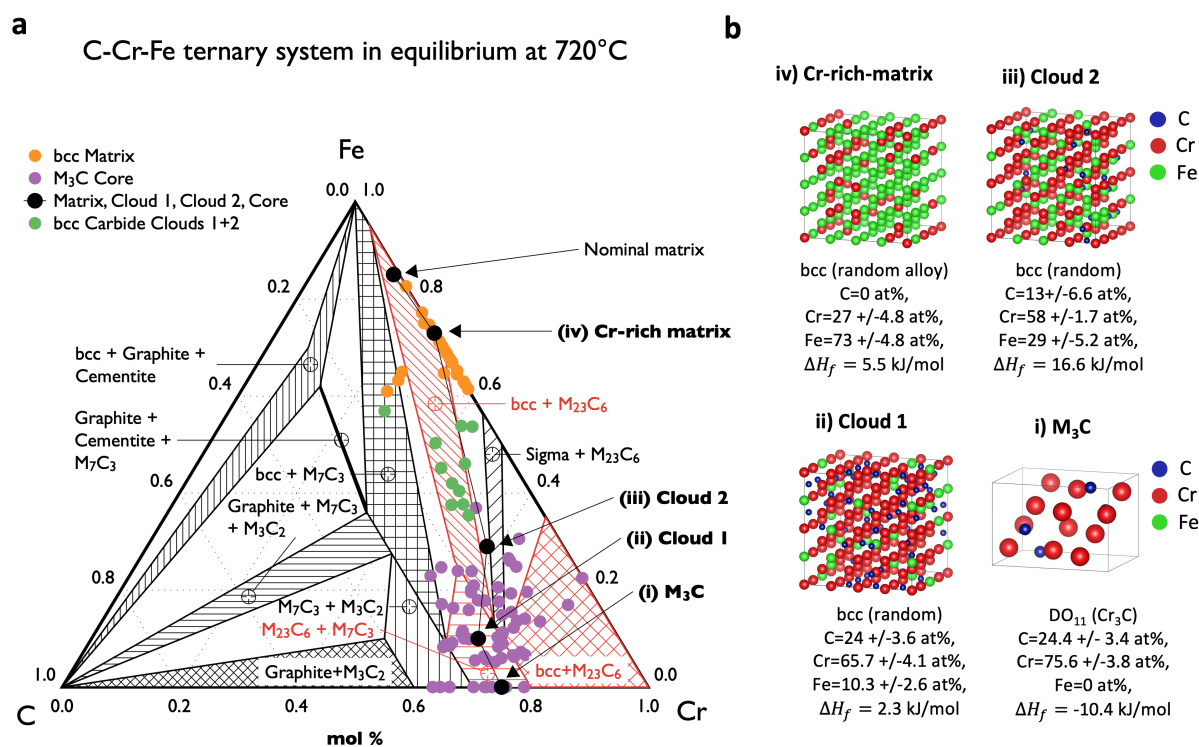 a
C-Cr-Fe ternary system in equilibrium at 720°C
bcc Matrix
M₃C Core
Matrix, Cloud 1, Cloud 2, Core
bcc Carbide Clouds 1+2
Fe
0.0 1.0
Nominal matrix
0.2
0.8
(iv) Cr-rich matrix
bcc + Graphite +
Cementite
0.4
0.6
bcc + M₂₃C₆
Graphite +
Cementite +
M₇C₃
Sigma + M₂₃C₆
bcc + M₇C₃
0.6
0.4
Graphite + M₇C₃
+ M₃C₂
(iii) Cloud 2
(ii) Cloud 1
0.8
0.2
(i) M₃C
M₇C₃ + M₃C₂
M₂₃C₆ + M₇C₃
Graphite+M₃C₂
bcc+M₂₃C₆
1.0
0.0
C
Cr
0.0 0.2 0.4 0.6 0.8 1.0
mol %
b
iv) Cr-rich-matrix
bcc (random alloy)
C=0 at%,
Cr=27 +/-4.8 at%,
Fe=73 +/-4.8 at%,
ΔH_f = 5.5 kJ/mol
iii) Cloud 2
C
Cr
Fe
bcc (random)
C=13+/-6.6 at%,
Cr=58 +/-1.7 at%,
Fe=29 +/-5.2 at%,
ΔH_f = 16.6 kJ/mol
ii) Cloud 1
bcc (random)
C=24 +/-3.6 at%,
Cr=65.7 +/-4.1 at%,
Fe=10.3 +/-2.6 at%,
ΔH_f = 2.3 kJ/mol
i) M₃C
C
Cr
Fe
DO₁₁ (Cr₃C)
C=24.4 +/- 3.4 at%,
Cr=75.6 +/-3.8 at%,
Fe=0 at%,
ΔH_f = -10.4 kJ/mol